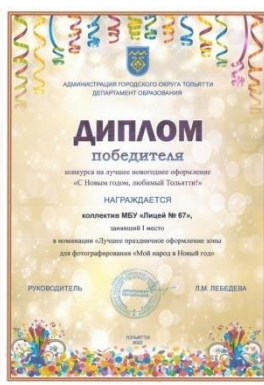 АДМИНИСТРАЦИЯ ГОРОДСКОГО ОКРУГА ТОЛЬЯТТИ
ДЕПАРТАМЕНТ ОБРАЗОВАНИЯ
ДИПЛОМ
победителя
конкурса на лучшее новогоднее оформление
«С Новым годом, любимый Тольятти!»
НАГРАЖДАЕТСЯ
коллектив МБУ «Лицей № 67»,
занявший I место
в номинации «Лучшее праздничное оформление зоны
для фотографирования «Мой народ в Новый год»
РУКОВОДИТЕЛЬ
Л.М. ЛЕБЕДЕВА
ТОЛЬЯТТИ